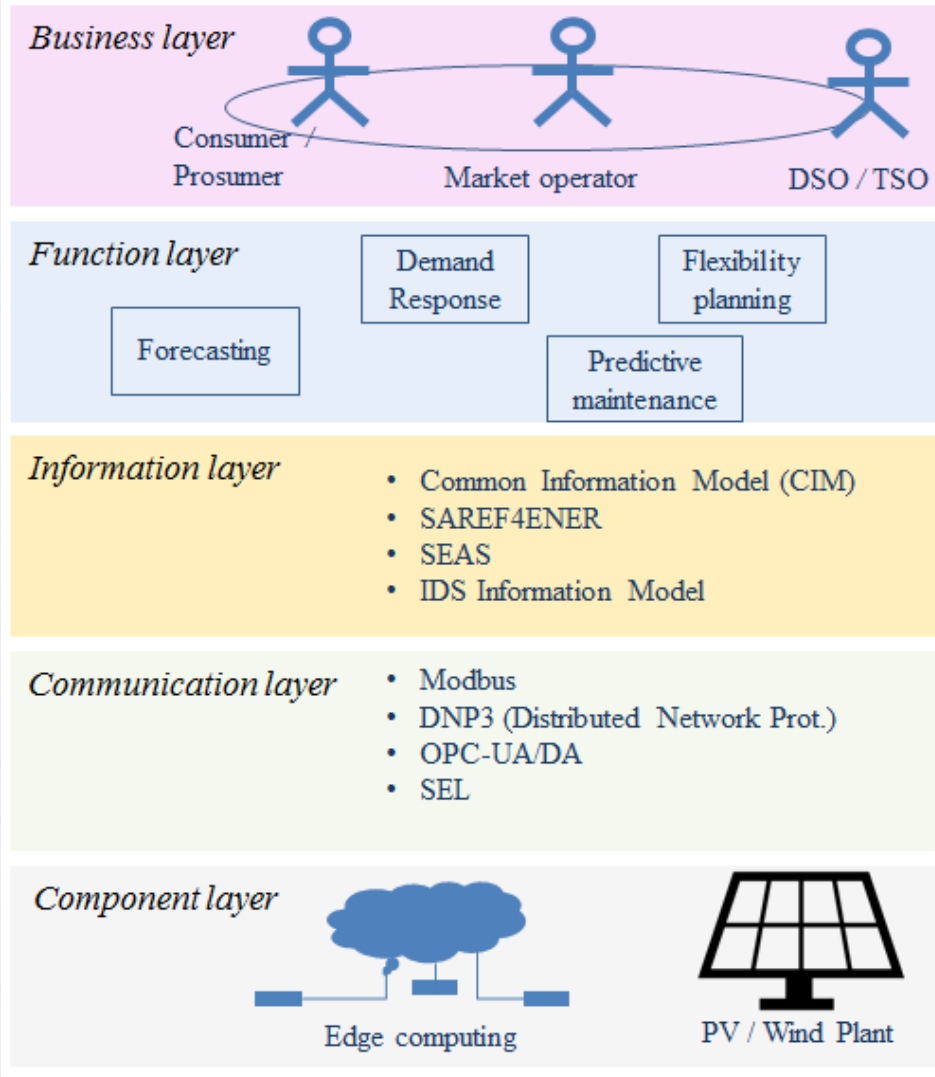 Business layer
Consumer /
Prosumer
Market operator
DSO / TSO
Function layer
Demand
Response
Flexibility
planning
Forecasting
Predictive
maintenance
Information layer
• Common Information Model (CIM)
• SAREF4ENER
• SEAS
• IDS Information Model
Communication layer
• Modbus
• DNP3 (Distributed Network Prot.)
• OPC-UA/DA
• SEL
Component layer
Edge computing
PV / Wind Plant